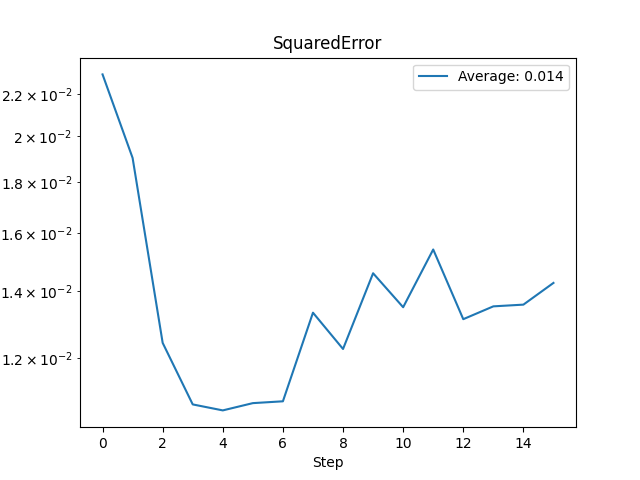 SquaredError
Average: 0.014
2.2 × 10⁻²
2 × 10⁻²
1.8 × 10⁻²
1.6 × 10⁻²
1.4 × 10⁻²
1.2 × 10⁻²
0 2 4 6 8 10 12 14
Step